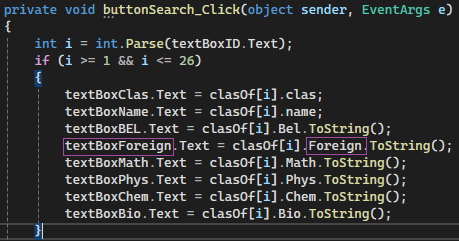 private void buttonSearch_Click(object sender, EventArgs e)
{
int i = int.Parse(textBoxID.Text);
if (i >= 1 && i <= 26)
{
textBoxClas.Text = clasOf[i].clas;
textBoxName.Text = clasOf[i].name;
textBoxBEL.Text = clasOf[i].Bel.ToString();
textBoxForeign.Text = clasOf[i].Foreign.ToString();
textBoxMath.Text = clasOf[i].Math.ToString();
textBoxPhys.Text = clasOf[i].Phys.ToString();
textBoxChem.Text = clasOf[i].Chem.ToString();
textBoxBio.Text = clasOf[i].Bio.ToString();
}